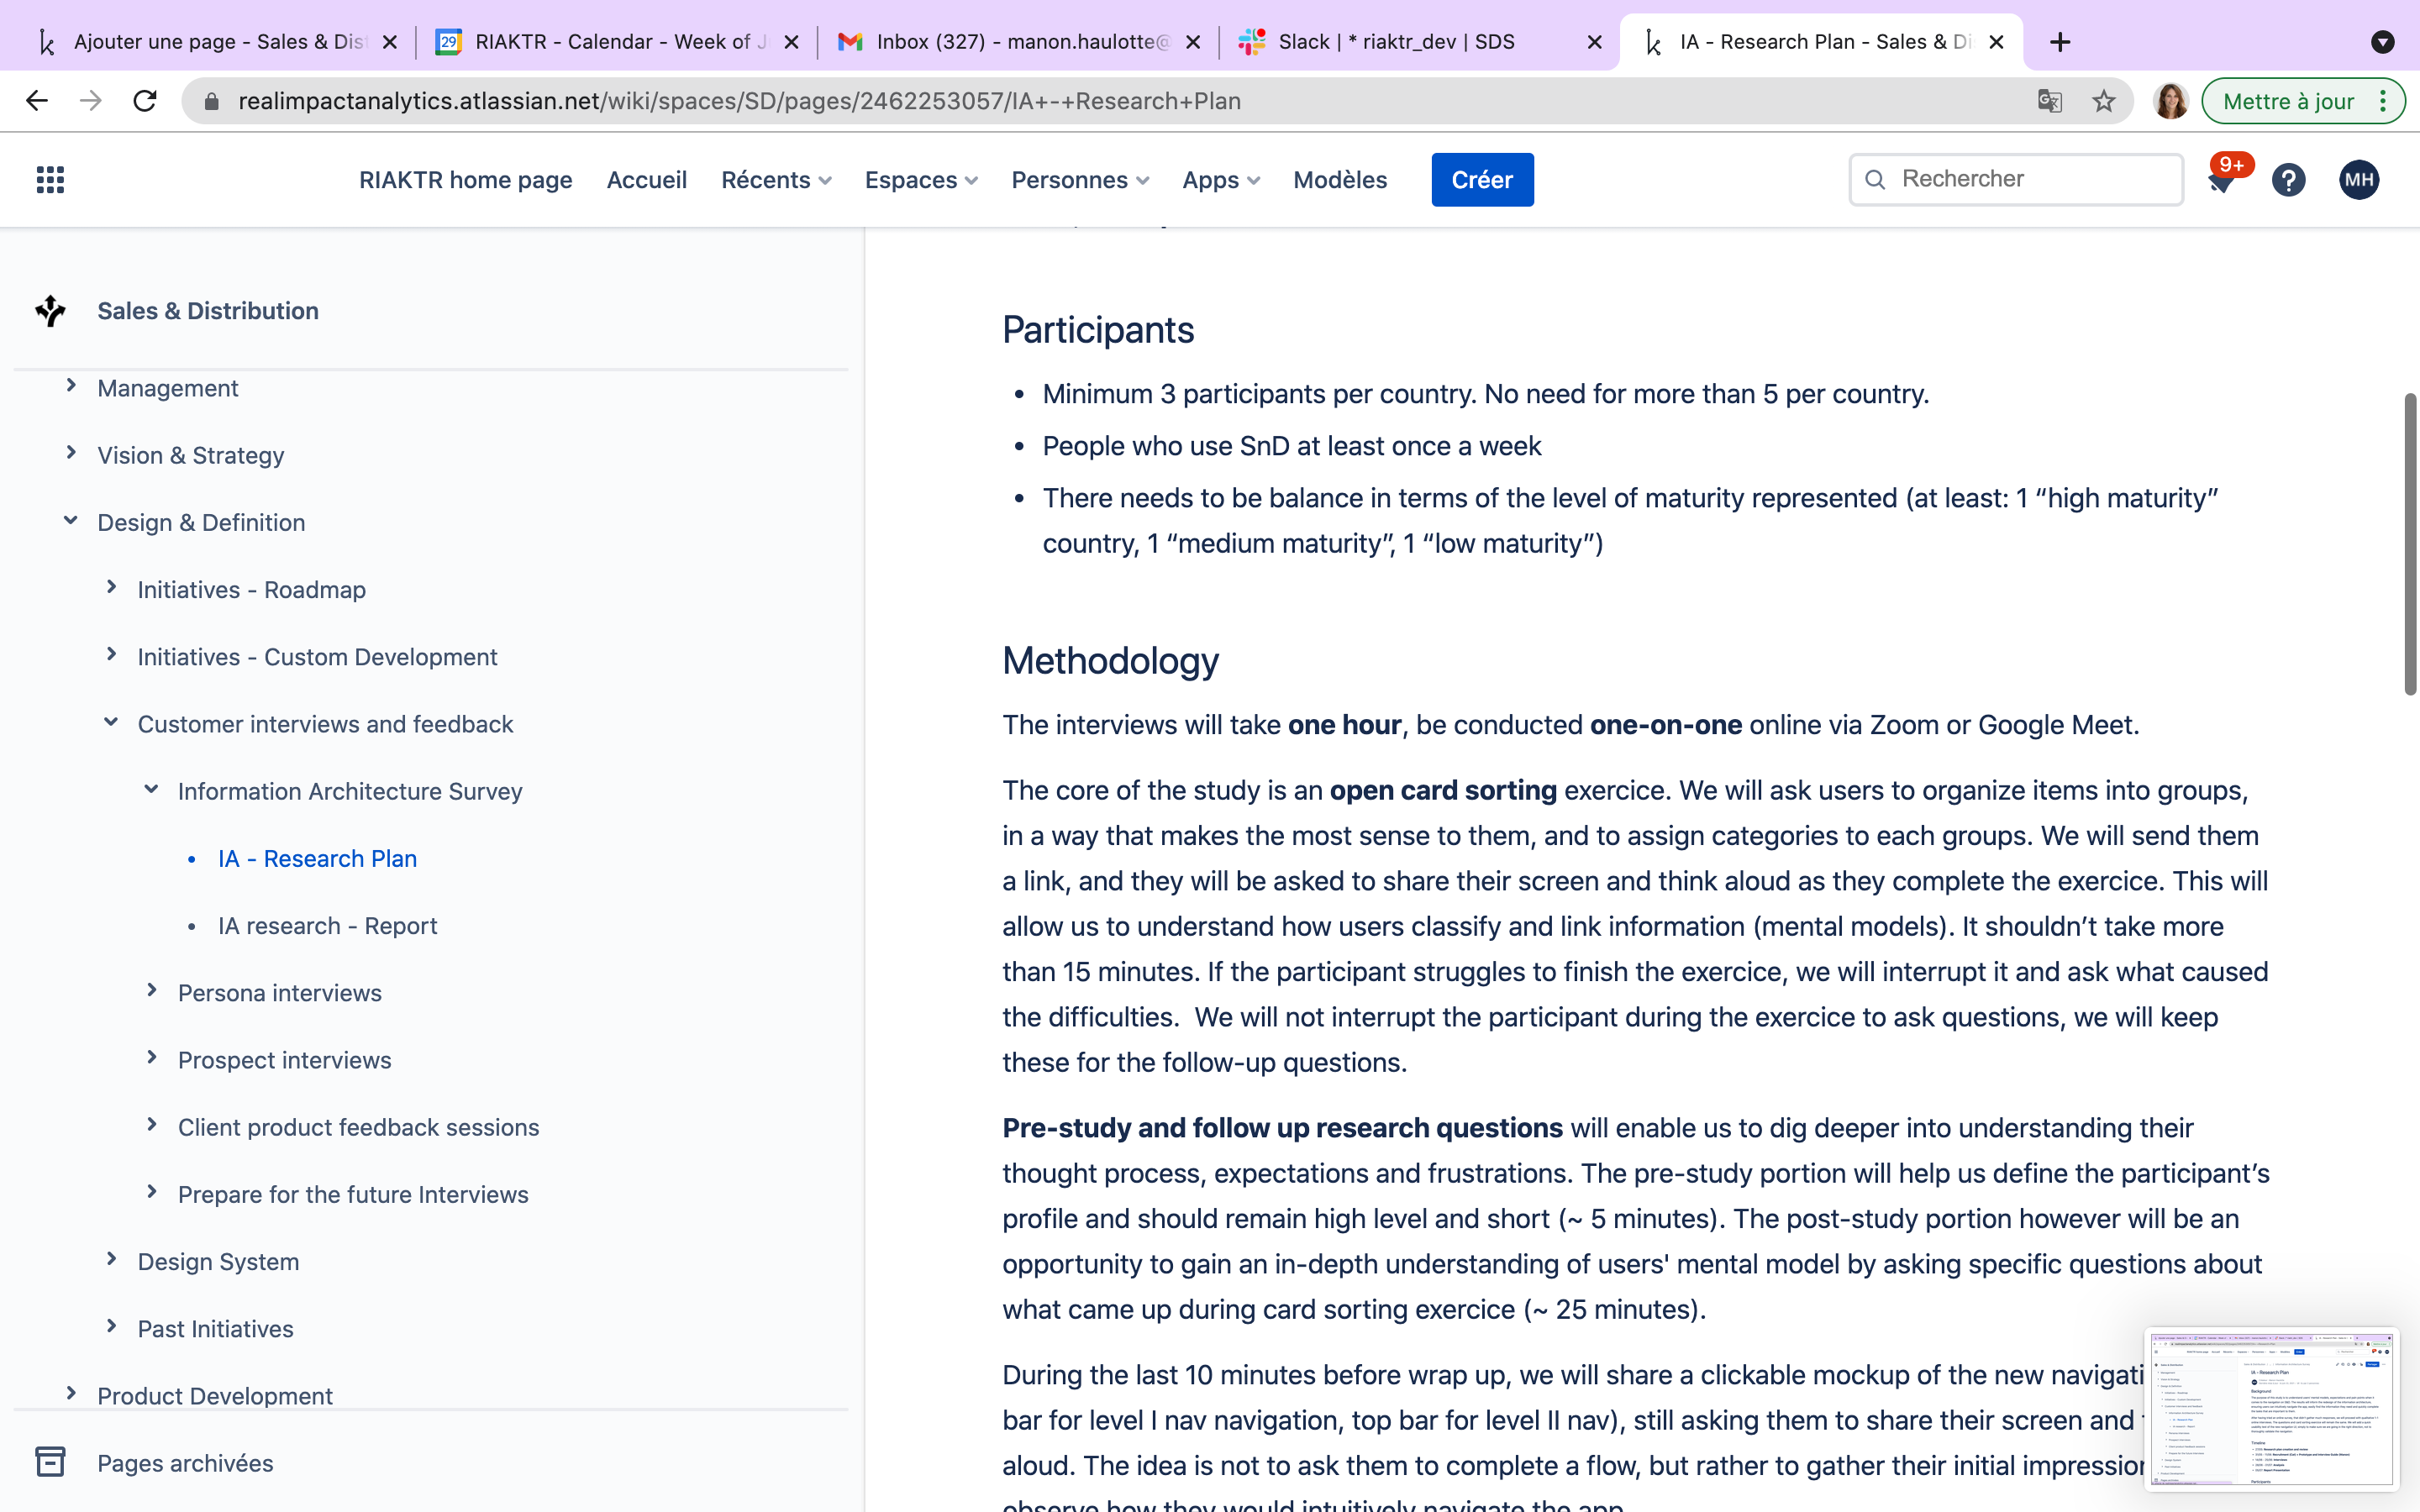 Ajouter une page - Sales & Dis
RIAKTR - Calendar - Week of J
Inbox (327) - manon.haulotte@
Slack | * riaktr_dev | SDS
IA - Research Plan - Sales & Di
realimpactanalytics.atlassian.net/wiki/spaces/SD/pages/2462253057/IA+-+Research+Plan
Mettre à jour
RIAKTR home page
Accueil
Récents
Espaces
Personnes
Apps
Modèles
Créer
Rechercher
9+
?
MH
Sales & Distribution
Management
Vision & Strategy
Design & Definition
Initiatives - Roadmap
Initiatives - Custom Development
Customer interviews and feedback
Information Architecture Survey
• IA - Research Plan
• IA research - Report
Persona interviews
Prospect interviews
Client product feedback sessions
Prepare for the future Interviews
Design System
Past Initiatives
Product Development
Pages archivées
Participants
• Minimum 3 participants per country. No need for more than 5 per country.
• People who use SnD at least once a week
• There needs to be balance in terms of the level of maturity represented (at least: 1 “high maturity”
country, 1 “medium maturity”, 1 “low maturity”)
Methodology
The interviews will take one hour, be conducted one-on-one online via Zoom or Google Meet.
The core of the study is an open card sorting exercice. We will ask users to organize items into groups,
in a way that makes the most sense to them, and to assign categories to each groups. We will send them
a link, and they will be asked to share their screen and think aloud as they complete the exercice. This will
allow us to understand how users classify and link information (mental models). It shouldn’t take more
than 15 minutes. If the participant struggles to finish the exercice, we will interrupt it and ask what caused
the difficulties.  We will not interrupt the participant during the exercice to ask questions, we will keep
these for the follow-up questions.
Pre-study and follow up research questions will enable us to dig deeper into understanding their
thought process, expectations and frustrations. The pre-study portion will help us define the participant’s
profile and should remain high level and short (~ 5 minutes). The post-study portion however will be an
opportunity to gain an in-depth understanding of users' mental model by asking specific questions about
what came up during card sorting exercice (~ 25 minutes).
During the last 10 minutes before wrap up, we will share a clickable mockup of the new navigati
bar for level I nav navigation, top bar for level II nav), still asking them to share their screen and
aloud. The idea is not to ask them to complete a flow, but rather to gather their initial impression
observe how they would intuitively navigate the app